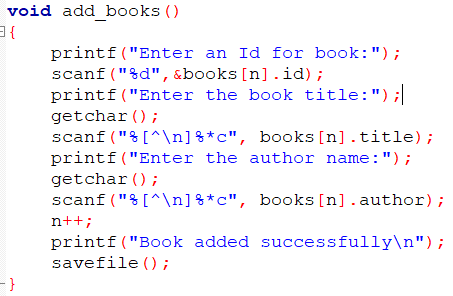 void add_books()
{
printf("Enter an Id for book:");
scanf("%d",&books[n].id);
printf("Enter the book title:");
getchar();
scanf("%[^\n]%*c", books[n].title);
printf("Enter the author name:");
getchar();
scanf("%[^\n]%*c", books[n].author);
n++;
printf("Book added successfully\n");
savefile();
}